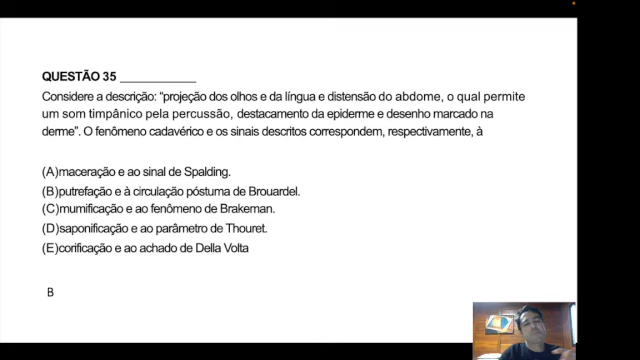 QUESTÃO 35 ____________
Considere a descrição: “projeção dos olhos e da língua e distensão do abdome, o qual permite
um som timpânico pela percussão, destacamento da epiderme e desenho marcado na
derme”. O fenômeno cadavérico e os sinais descritos correspondem, respectivamente, à
(A)maceração e ao sinal de Spalding.
(B)putrefação e à circulação póstuma de Brouardel.
(C)mumificação e ao fenômeno de Brakeman.
(D)saponificação e ao parâmetro de Thouret.
(E)corificação e ao achado de Della Volta
B